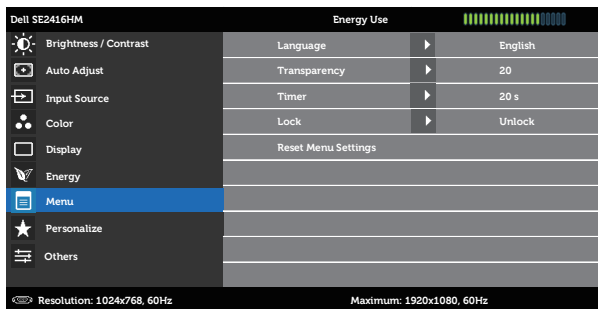 Dell SE2416HM Energy Use
Brightness / Contrast Language English
Auto Adjust Transparency 20
Input Source Timer 20 s
Color Lock Unlock
Display Reset Menu Settings
Energy
Menu
Personalize
Others
Resolution: 1024x768, 60Hz Maximum: 1920x1080, 60Hz